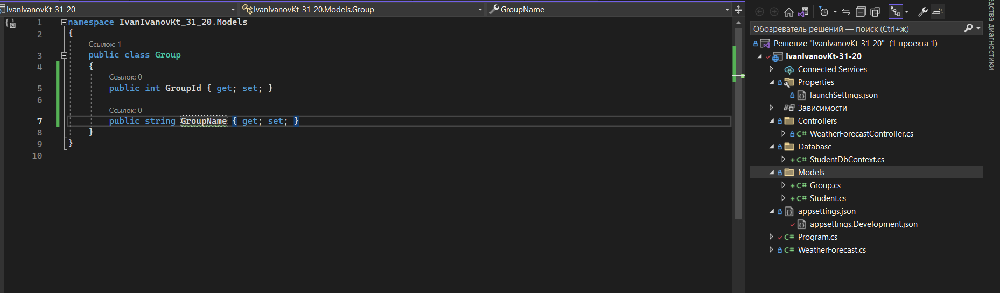 IvanIvanovKt-31-20
IvanIvanovKt_31_20.Models.Group
GroupName
1 namespace IvanIvanovKt_31_20.Models
2 {
Ссылок: 1
3 public class Group
4 {
Ссылок: 0
5 public int GroupId { get; set; }
6
Ссылок: 0
7 public string GroupName { get; set; }
8 }
9 }
10
Обозреватель решений — поиск (Ctrl+ж)
Решение "IvanIvanovKt-31-20" (1 проекта 1)
IvanIvanovKt-31-20
Connected Services
Properties
launchSettings.json
Зависимости
Controllers
C# WeatherForecastController.cs
Database
C# StudentDbContext.cs
Models
C# Group.cs
C# Student.cs
appsettings.json
appsettings.Development.json
C# Program.cs
C# WeatherForecast.cs
диагностики